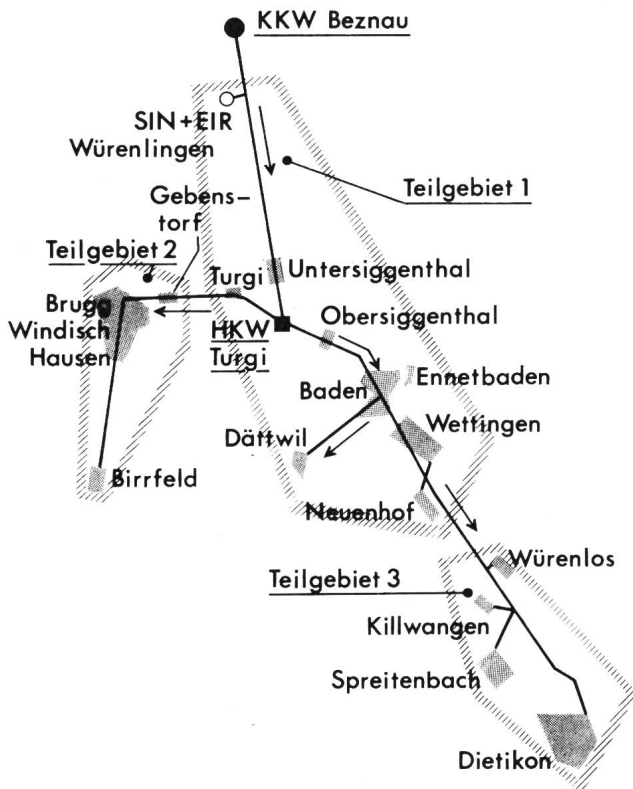 KKW Beznau
SIN+EIR
Würenlingen
Teilgebiet 1
Gebens-
torf
Teilgebiet 2
Turgi
Untersiggenthal
Brugg
Windisch
Hausen
HKW
Turgi
Obersiggenthal
Baden
Ennetbaden
Wettingen
Dättwil
Birrfeld
Neuenhof
Würenlos
Teilgebiet 3
Killwangen
Spreitenbach
Dietikon